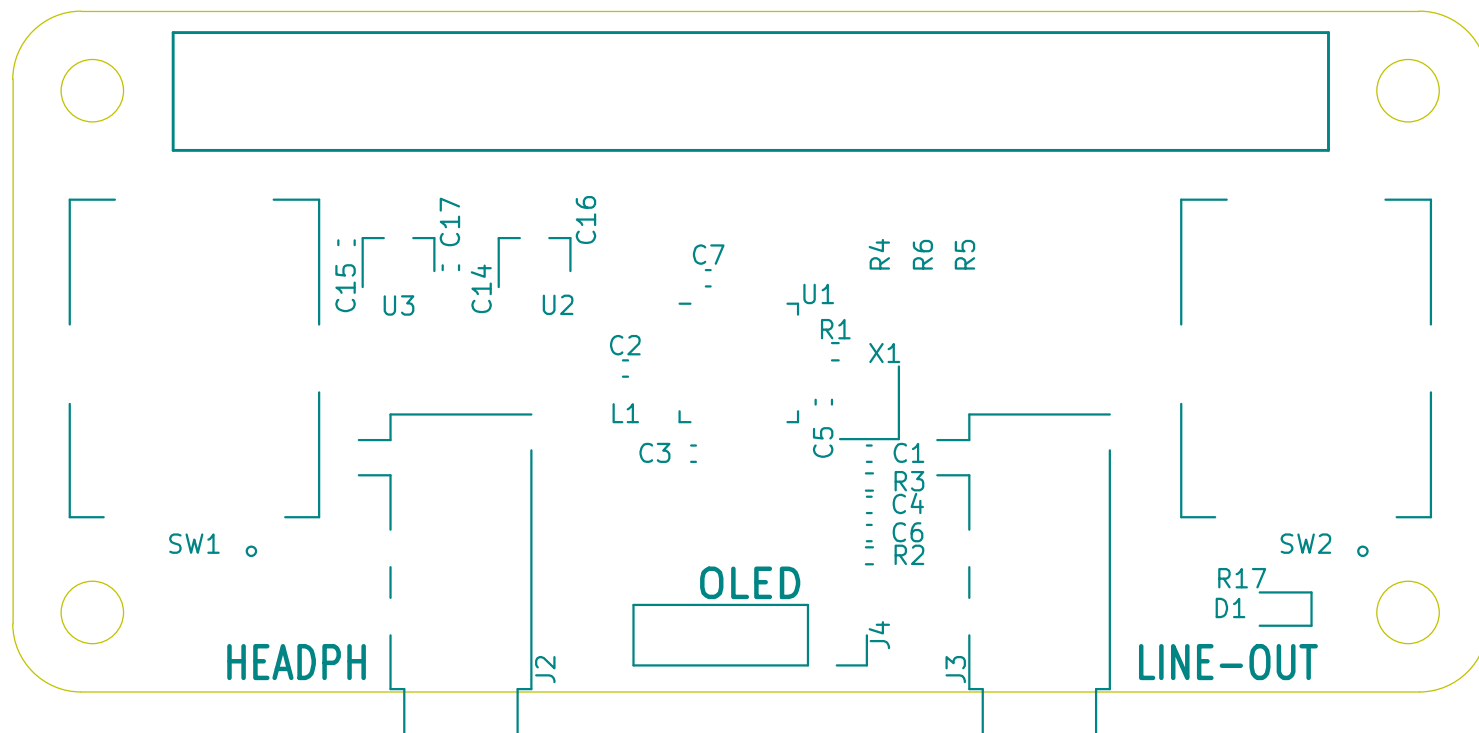 C17
C16
C7
R4
R6
R5
C15
U3
C14
U2
U1
R1
C2
X1
L1
C3
C5
C1
R3
C4
C6
R2
SW1
SW2
OLED
R17
D1
J4
HEADPH
J2
J3
LINE-OUT